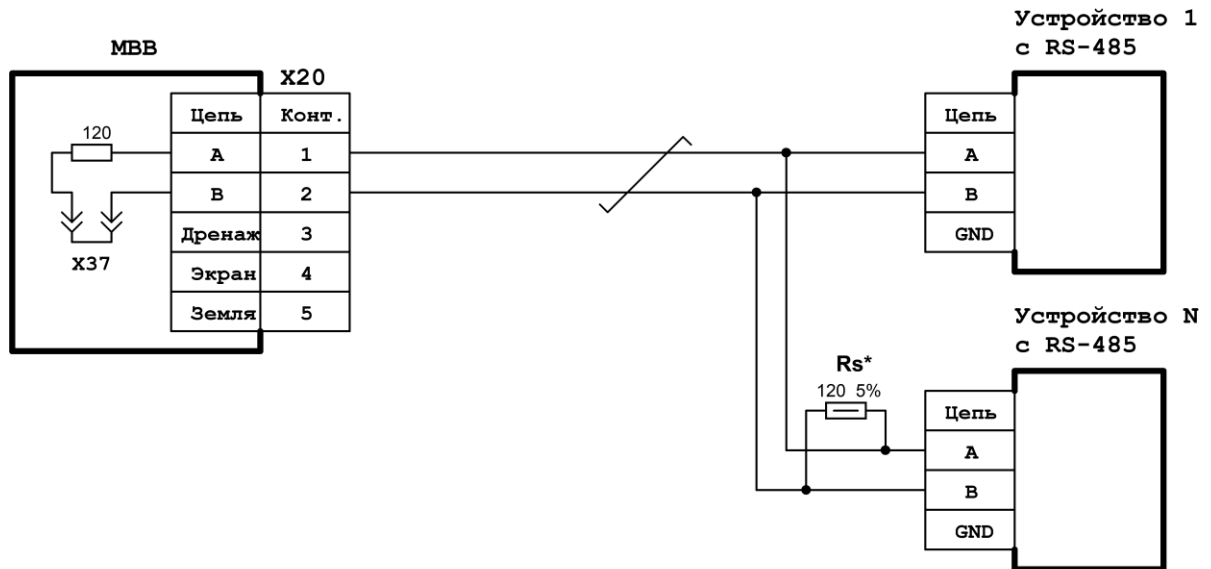 Устройство 1
с RS-485
МВВ
X20
Цепь Конт.
120
A 1
B 2
Дренаж 3
X37
Экран 4
Земля 5
Цепь
A
B
GND
Устройство N
с RS-485
Rs*
120 5%
Цепь
A
B
GND